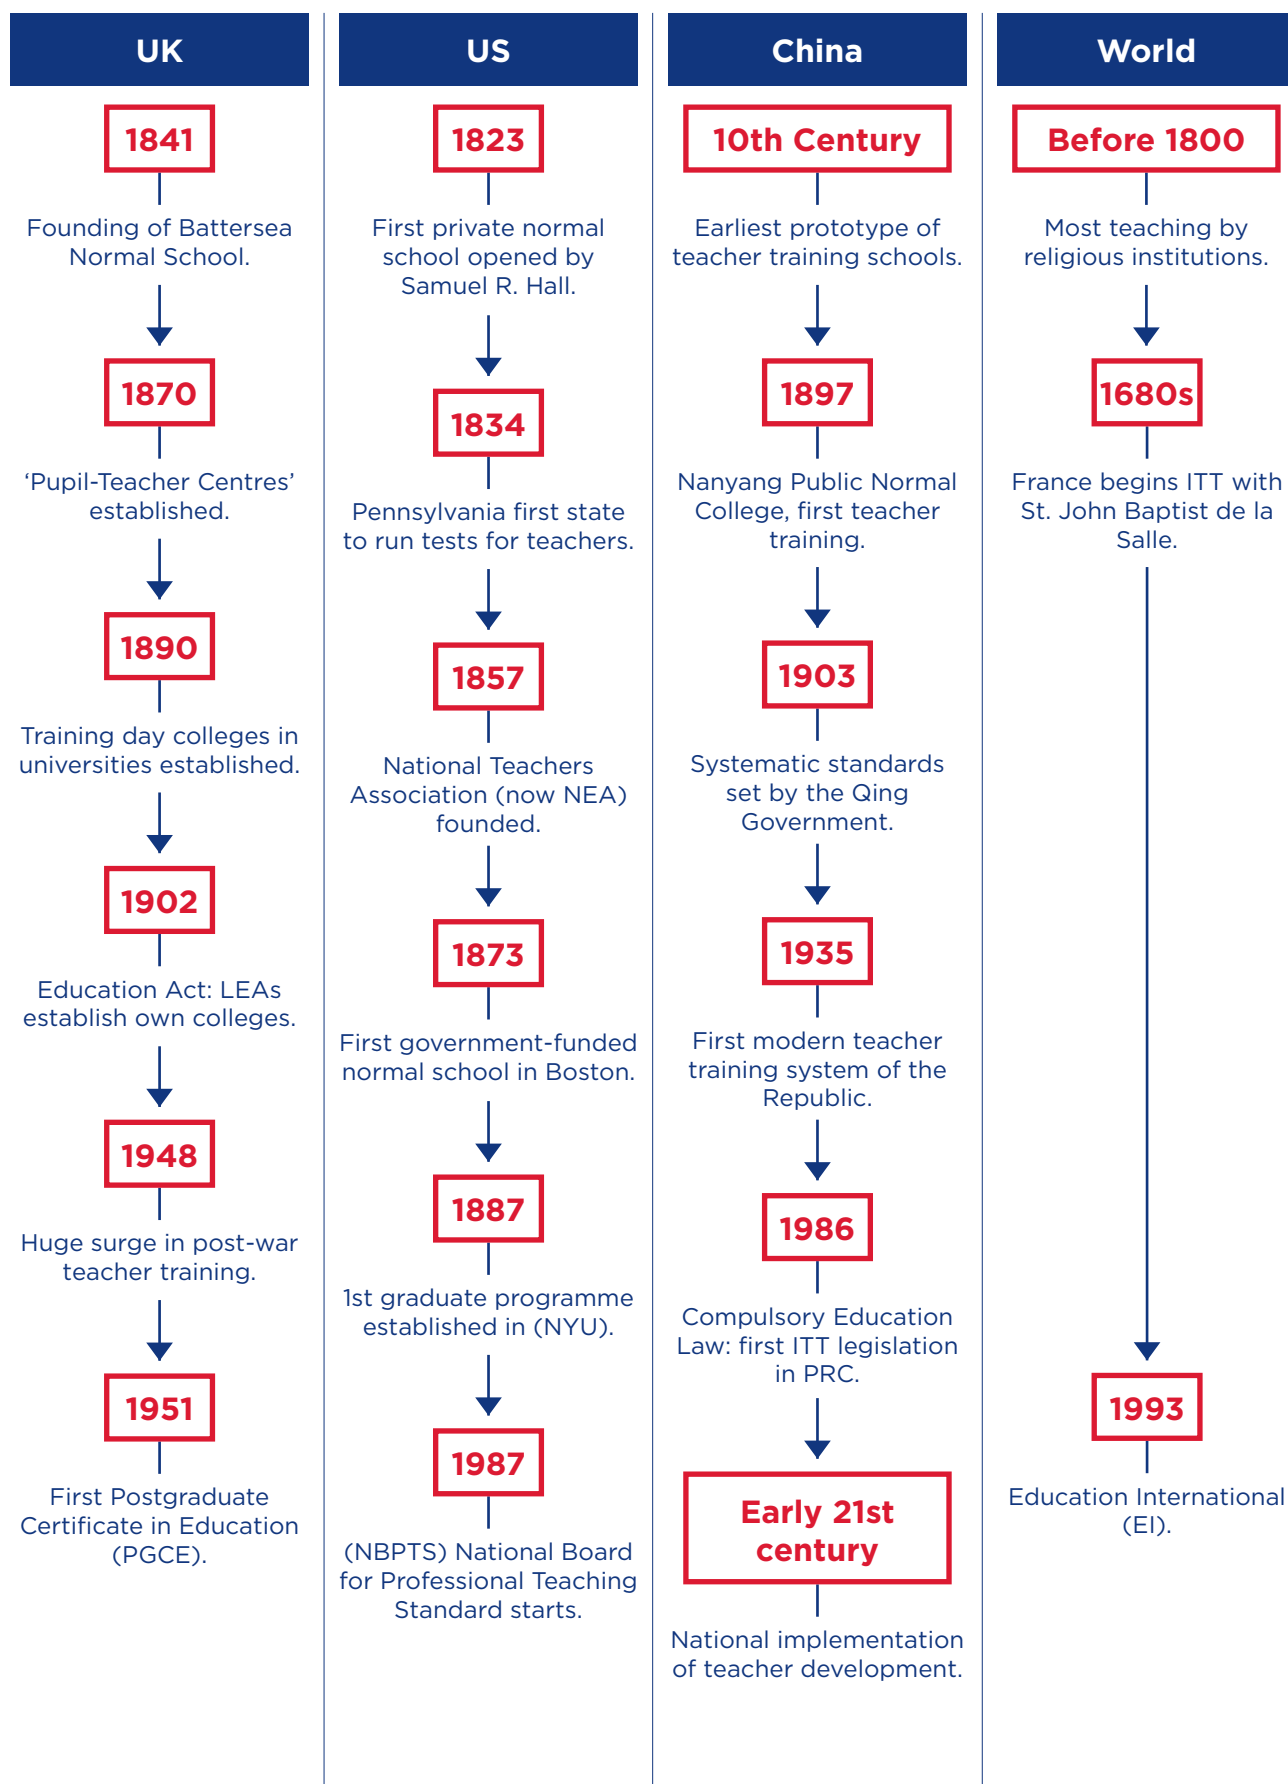 UK
1841
Founding of Battersea
Normal School.
1870
‘Pupil-Teacher Centres’
established.
1890
Training day colleges in
universities established.
1902
Education Act: LEAs
establish own colleges.
1948
Huge surge in post-war
teacher training.
1951
First Postgraduate
Certificate in Education
(PGCE).
US
1823
First private normal
school opened by
Samuel R. Hall.
1834
Pennsylvania first state
to run tests for teachers.
1857
National Teachers
Association (now NEA)
founded.
1873
First government-funded
normal school in Boston.
1887
1st graduate programme
established in (NYU).
1987
(NBPTS) National Board
for Professional Teaching
Standard starts.
China
10th Century
Earliest prototype of
teacher training schools.
1897
Nanyang Public Normal
College, first teacher
training.
1903
Systematic standards
set by the Qing
Government.
1935
First modern teacher
training system of the
Republic.
1986
Compulsory Education
Law: first ITT legislation
in PRC.
Early 21st
century
National implementation
of teacher development.
World
Before 1800
Most teaching by
religious institutions.
1680s
France begins ITT with
St. John Baptist de la
Salle.
1993
Education International
(EI).